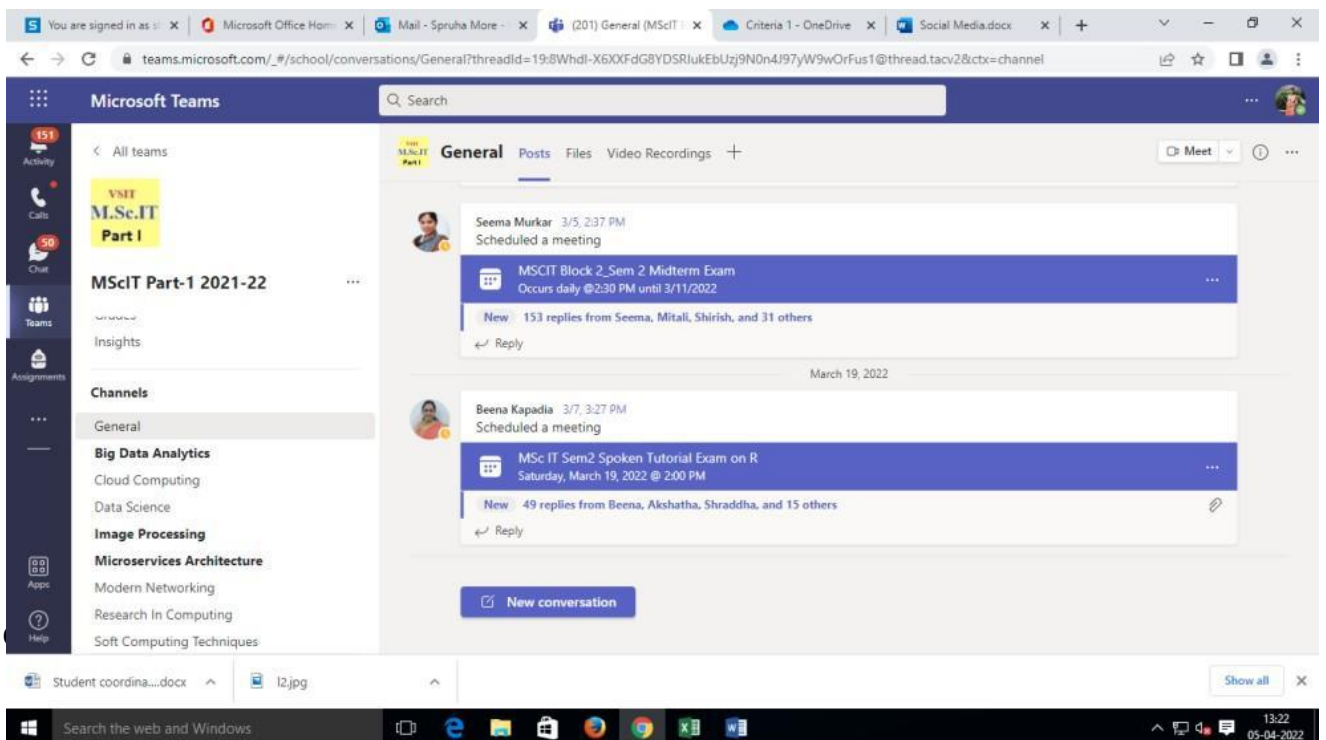 You are signed in as s
Microsoft Office Hom
Mail - Spruha More -
(201) General (MScIT
Criteria 1 - OneDrive
Social Media.docx
teams.microsoft.com/_#/school/conversations/General?threadId=19:8Whdl-X6XXFdG8YDSRIukEbUzj9N0n4J97yW9wOrFus1@thread.tacv2&ctx=channel
Microsoft Teams
Search
151
Activity
Calls
50
Chat
Teams
Assignments
Apps
Help
All teams
VSIT
M.Sc.IT
Part I
MScIT Part-1 2021-22
Insights
Channels
General
Big Data Analytics
Cloud Computing
Data Science
Image Processing
Microservices Architecture
Modern Networking
Research In Computing
Soft Computing Techniques
VSIT
M.Sc.IT
Part I
General Posts Files Video Recordings
Meet
Seema Murkar 3/5, 2:37 PM
Scheduled a meeting
MSCIT Block 2_Sem 2 Midterm Exam
Occurs daily @2:30 PM until 3/11/2022
New 153 replies from Seema, Mitali, Shirish, and 31 others
Reply
March 19, 2022
Beena Kapadia 3/7, 3:27 PM
Scheduled a meeting
MSc IT Sem2 Spoken Tutorial Exam on R
Saturday, March 19, 2022 @ 2:00 PM
New 49 replies from Beena, Akshatha, Shraddha, and 15 others
Reply
New conversation
Student coordina....docx
l2.jpg
Show all
Search the web and Windows
13:22
05-04-2022